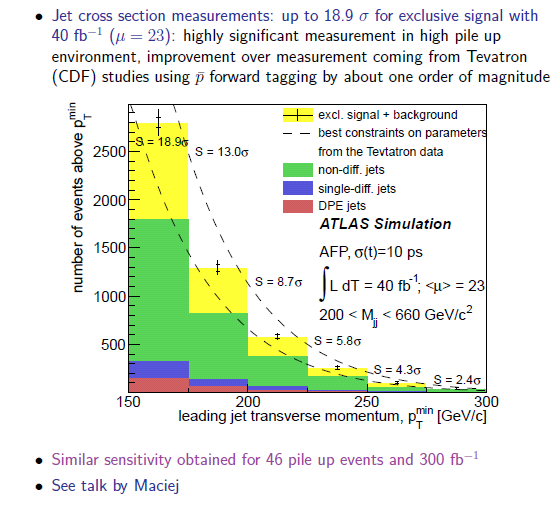 • Jet cross section measurements: up to 18.9 σ for exclusive signal with
40 fb⁻¹ (μ = 23): highly significant measurement in high pile up
environment, improvement over measurement coming from Tevatron
(CDF) studies using p̄ forward tagging by about one order of magnitude
number of events above p_T^min
2500
2000
1500
1000
500
S = 18.9σ
S = 13.0σ
S = 8.7σ
S = 5.8σ
S = 4.3σ
S = 2.4σ
excl. signal + background
best constraints on parameters
from the Tevtatron data
non-diff. jets
single-diff. jets
DPE jets
ATLAS Simulation
AFP, σ(t)=10 ps
∫L dT = 40 fb⁻¹; <μ> = 23
200 < M_jj < 660 GeV/c²
150 200 250 300
leading jet transverse momentum, p_T^min [GeV/c]
• Similar sensitivity obtained for 46 pile up events and 300 fb⁻¹
• See talk by Maciej